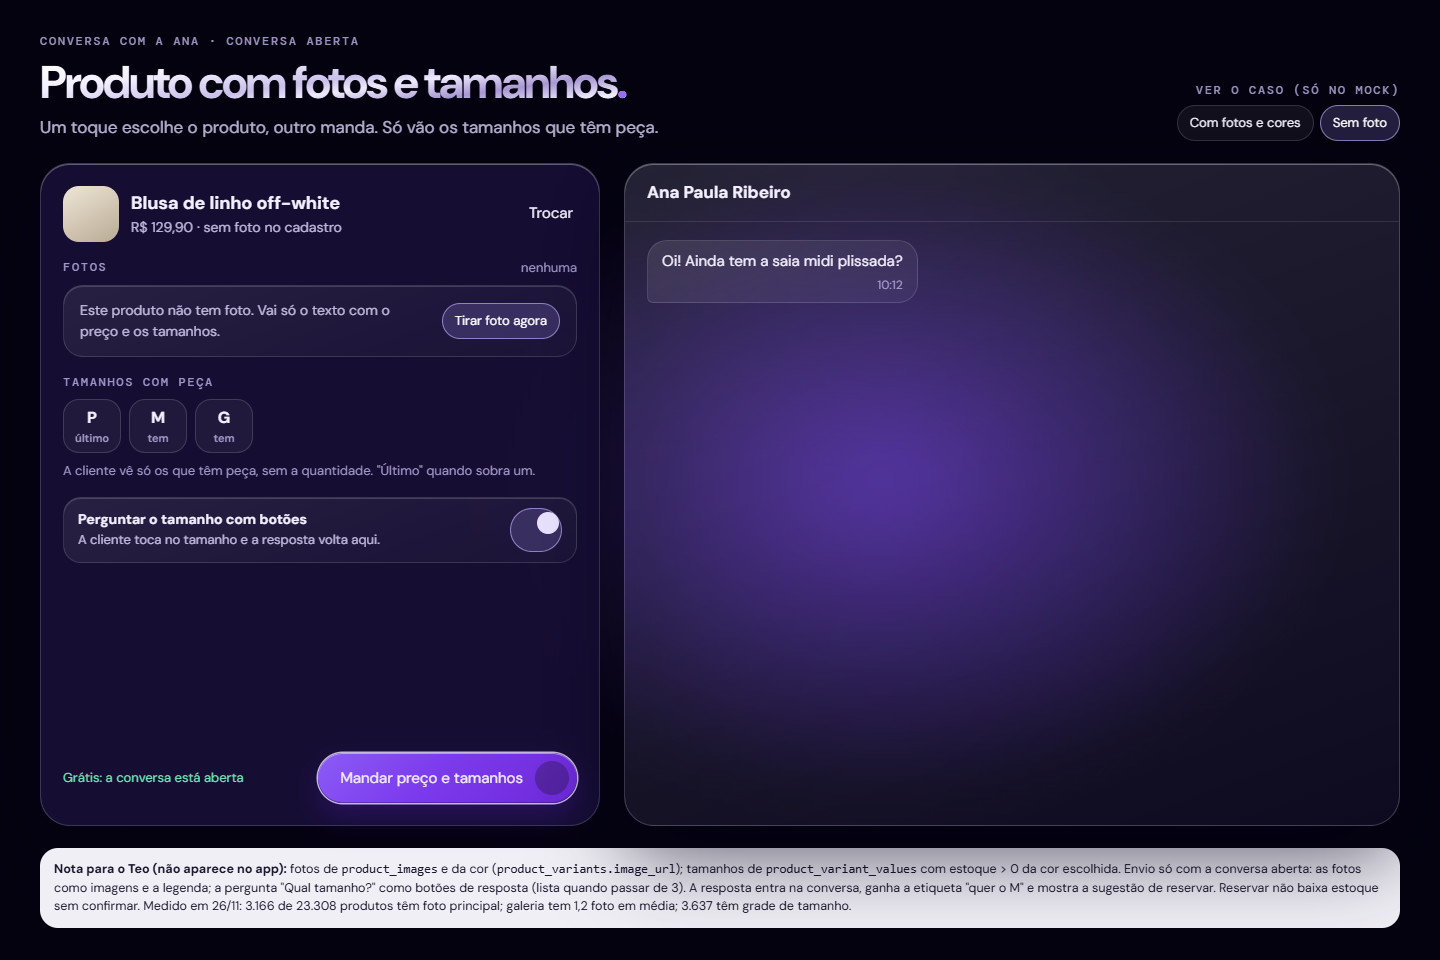 CONVERSA COM A ANA · CONVERSA ABERTA
Produto com fotos e tamanhos.
Um toque escolhe o produto, outro manda. Só vão os tamanhos que têm peça.
VER O CASO (SÓ NO MOCK)
Com fotos e cores
Sem foto
Blusa de linho off-white
R$ 129,90 · sem foto no cadastro
Trocar
FOTOS
nenhuma
Este produto não tem foto. Vai só o texto com o
preço e os tamanhos.
Tirar foto agora
TAMANHOS COM PEÇA
P
último
M
tem
G
tem
A cliente vê só os que têm peça, sem a quantidade. "Último" quando sobra um.
Perguntar o tamanho com botões
A cliente toca no tamanho e a resposta volta aqui.
Grátis: a conversa está aberta
Mandar preço e tamanhos
Ana Paula Ribeiro
Oi! Ainda tem a saia midi plissada?
10:12
Nota para o Teo (não aparece no app): fotos de product_images e da cor (product_variants.image_url); tamanhos de product_variant_values com estoque > 0 da cor escolhida. Envio só com a conversa aberta: as fotos
como imagens e a legenda; a pergunta "Qual tamanho?" como botões de resposta (lista quando passar de 3). A resposta entra na conversa, ganha a etiqueta "quer o M" e mostra a sugestão de reservar. Reservar não baixa estoque
sem confirmar. Medido em 26/11: 3.166 de 23.308 produtos têm foto principal; galeria tem 1,2 foto em média; 3.637 têm grade de tamanho.